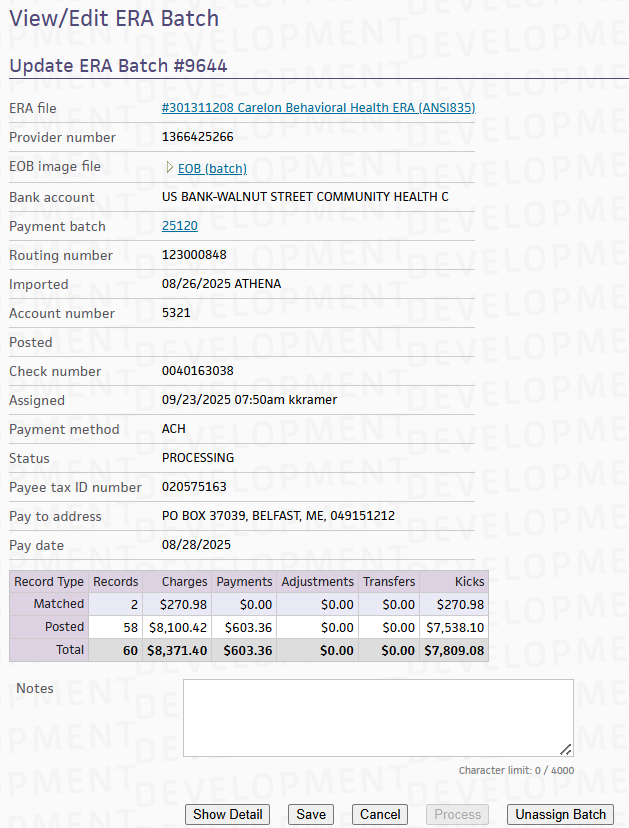 View/Edit ERA Batch
Update ERA Batch #9644
ERA file #301311208 Carelon Behavioral Health ERA (ANSI835)
Provider number 1366425266
EOB image file EOB (batch)
Bank account US BANK-WALNUT STREET COMMUNITY HEALTH C
Payment batch 25120
Routing number 123000848
Imported 08/26/2025 ATHENA
Account number 5321
Posted
Check number 0040163038
Assigned 09/23/2025 07:50am kkramer
Payment method ACH
Status PROCESSING
Payee tax ID number 020575163
Pay to address PO BOX 37039, BELFAST, ME, 049151212
Pay date 08/28/2025
Record Type Records Charges Payments Adjustments Transfers Kicks
Matched 2 $270.98 $0.00 $0.00 $0.00 $270.98
Posted 58 $8,100.42 $603.36 $0.00 $0.00 $7,538.10
Total 60 $8,371.40 $603.36 $0.00 $0.00 $7,809.08
Notes
Character limit: 0 / 4000
Show Detail Save Cancel Process Unassign Batch
DEVELOPMENT